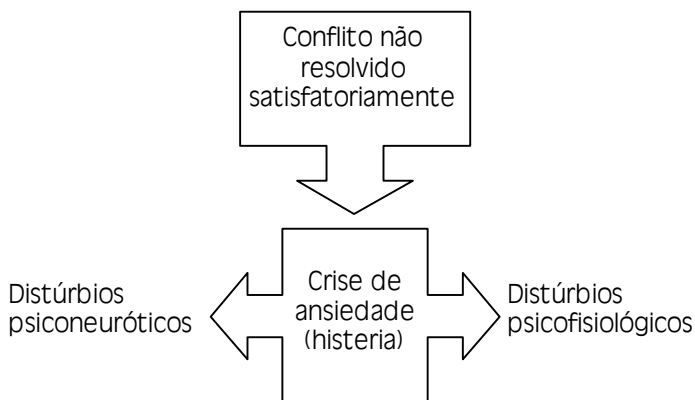 Conflito não
resolvido
satisfatoriamente
Distúrbios
psiconeuróticos
Crise de
ansiedade
(histeria)
Distúrbios
psicofisiológicos